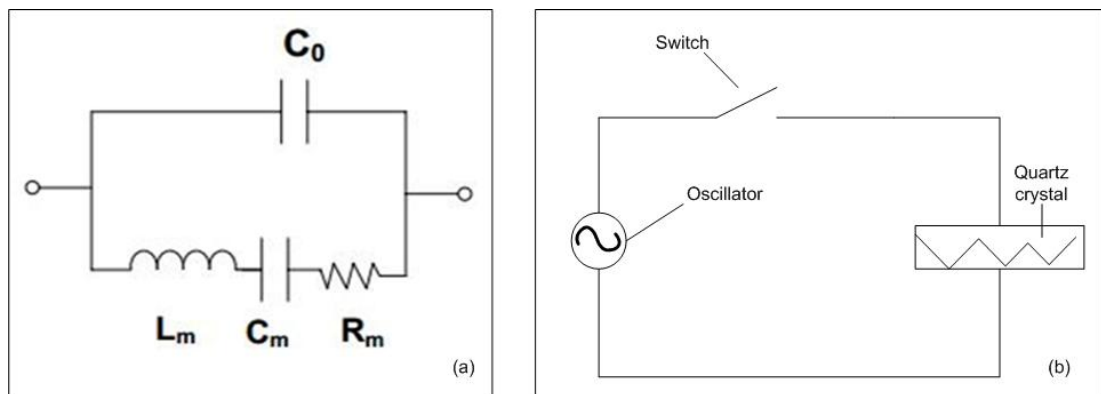 C₀
Lₘ
Cₘ
Rₘ
(a)
Switch
Oscillator
Quartz
crystal
(b)